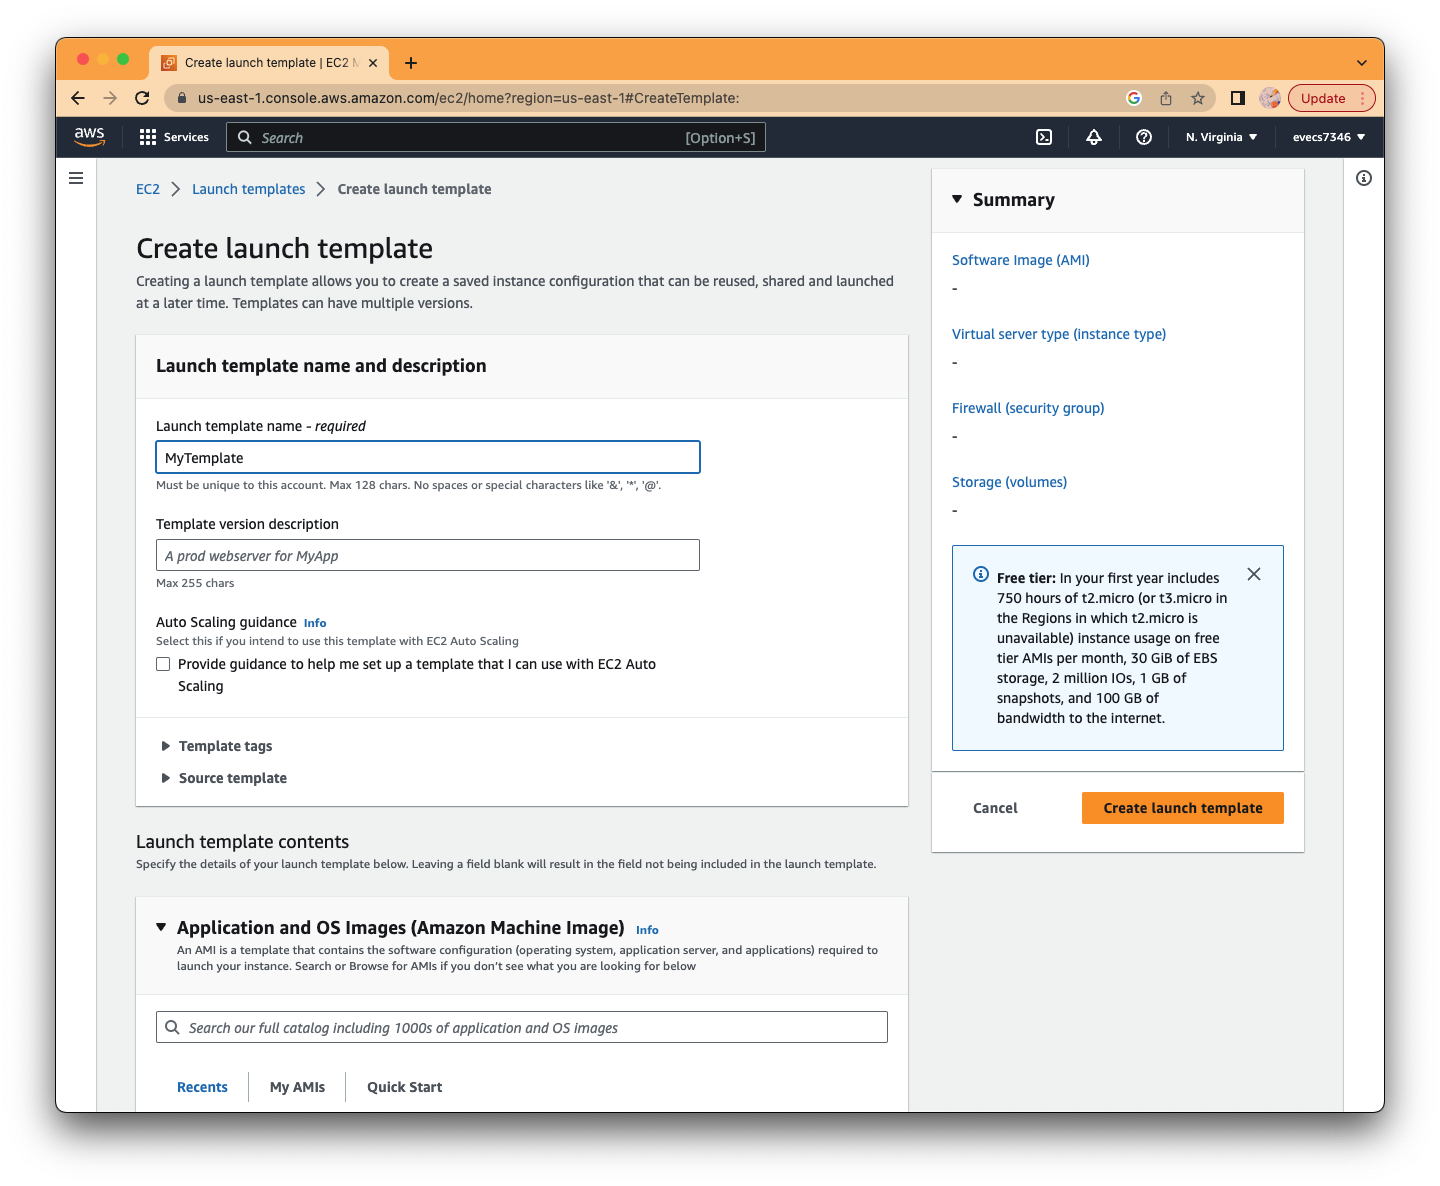 Create launch template | EC2 M
us-east-1.console.aws.amazon.com/ec2/home?region=us-east-1#CreateTemplate:
Update
aws
Services
Search
[Option+S]
N. Virginia
evecs7346
EC2
Launch templates
Create launch template
Create launch template
Creating a launch template allows you to create a saved instance configuration that can be reused, shared and launched
at a later time. Templates can have multiple versions.
Launch template name and description
Launch template name - required
MyTemplate
Must be unique to this account. Max 128 chars. No spaces or special characters like '&', '*', '@'.
Template version description
A prod webserver for MyApp
Max 255 chars
Auto Scaling guidance Info
Select this if you intend to use this template with EC2 Auto Scaling
Provide guidance to help me set up a template that I can use with EC2 Auto
Scaling
Template tags
Source template
Launch template contents
Specify the details of your launch template below. Leaving a field blank will result in the field not being included in the launch template.
Application and OS Images (Amazon Machine Image) Info
An AMI is a template that contains the software configuration (operating system, application server, and applications) required to
launch your instance. Search or Browse for AMIs if you don't see what you are looking for below
Search our full catalog including 1000s of application and OS images
Recents
My AMIs
Quick Start
Summary
Software Image (AMI)
-
Virtual server type (instance type)
-
Firewall (security group)
-
Storage (volumes)
-
Free tier: In your first year includes
750 hours of t2.micro (or t3.micro in
the Regions in which t2.micro is
unavailable) instance usage on free
tier AMIs per month, 30 GiB of EBS
storage, 2 million IOs, 1 GB of
snapshots, and 100 GB of
bandwidth to the internet.
Cancel
Create launch template